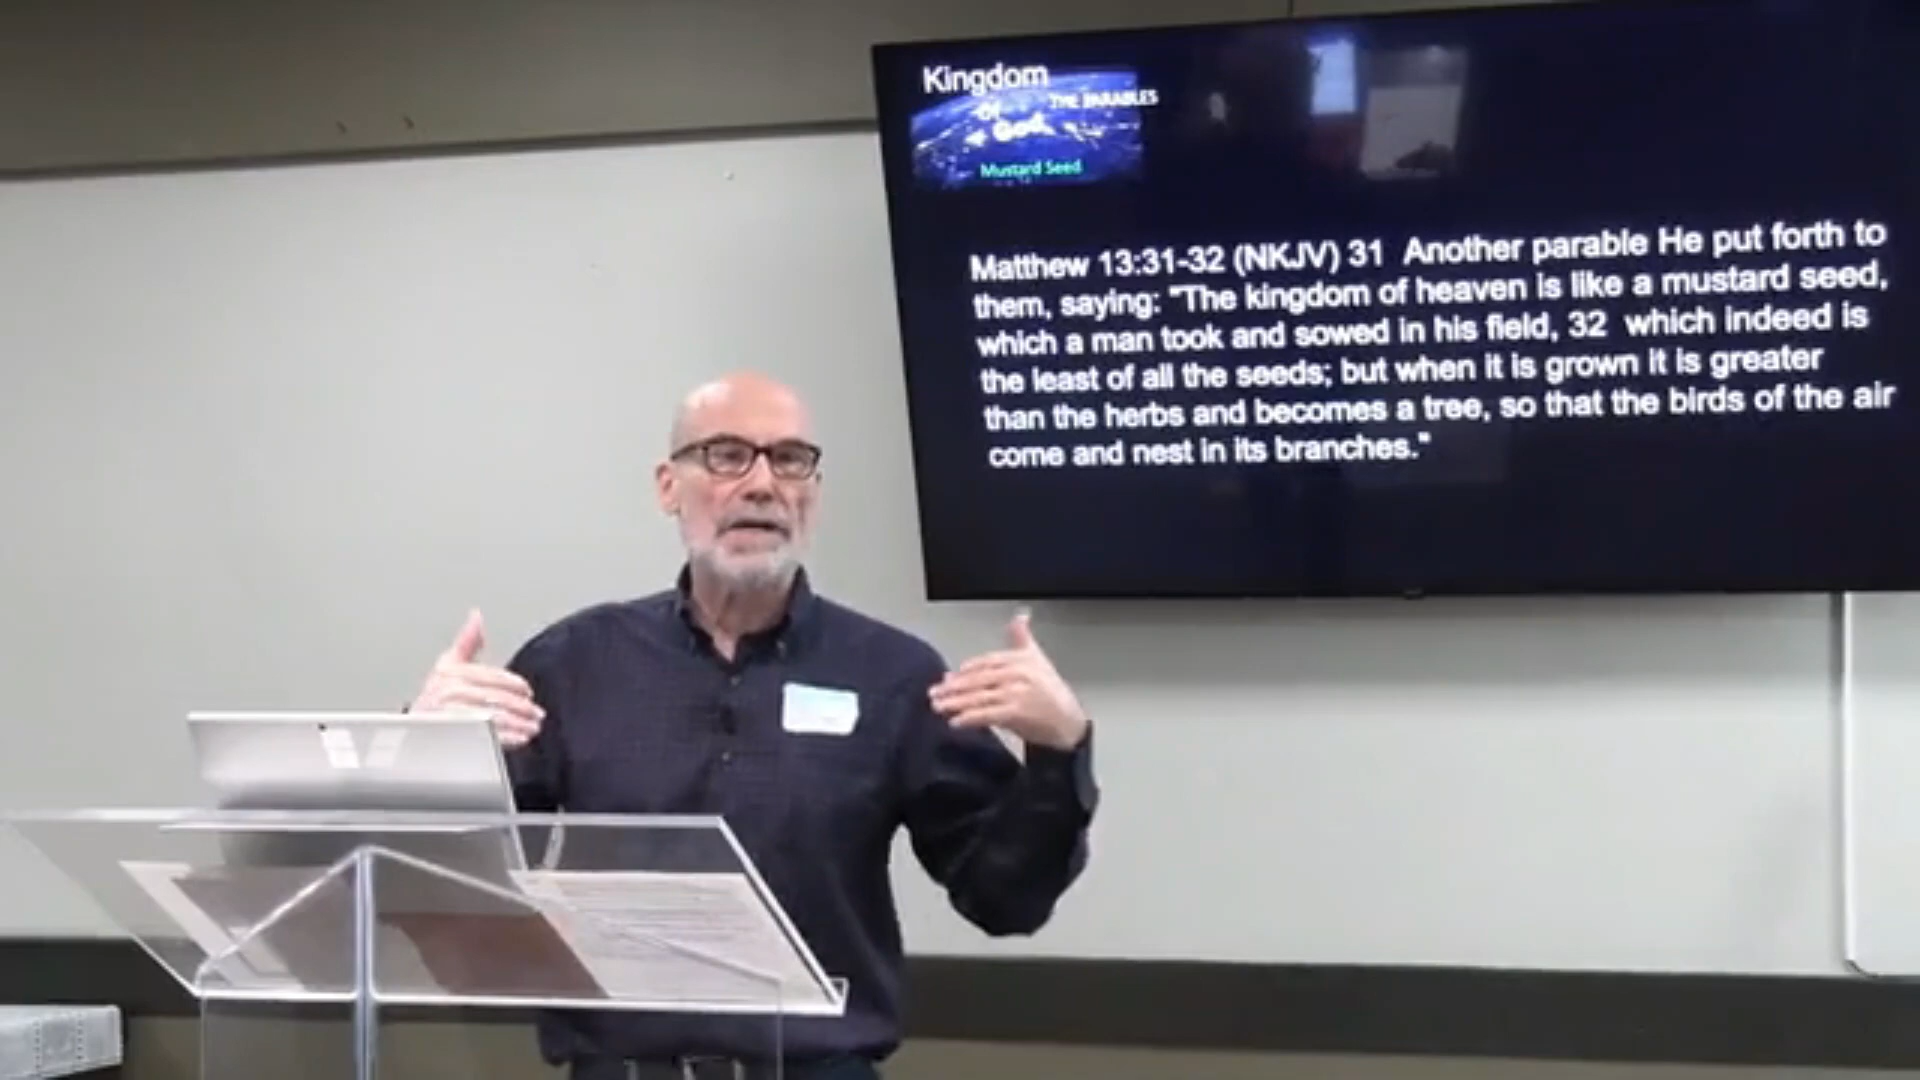 Kingdom
of
THE PARABLES
God
Mustard Seed
Matthew 13:31-32 (NKJV) 31 Another parable He put forth to
them, saying: "The kingdom of heaven is like a mustard seed,
which a man took and sowed in his field, 32 which indeed is
the least of all the seeds; but when it is grown it is greater
than the herbs and becomes a tree, so that the birds of the air
come and nest in its branches."